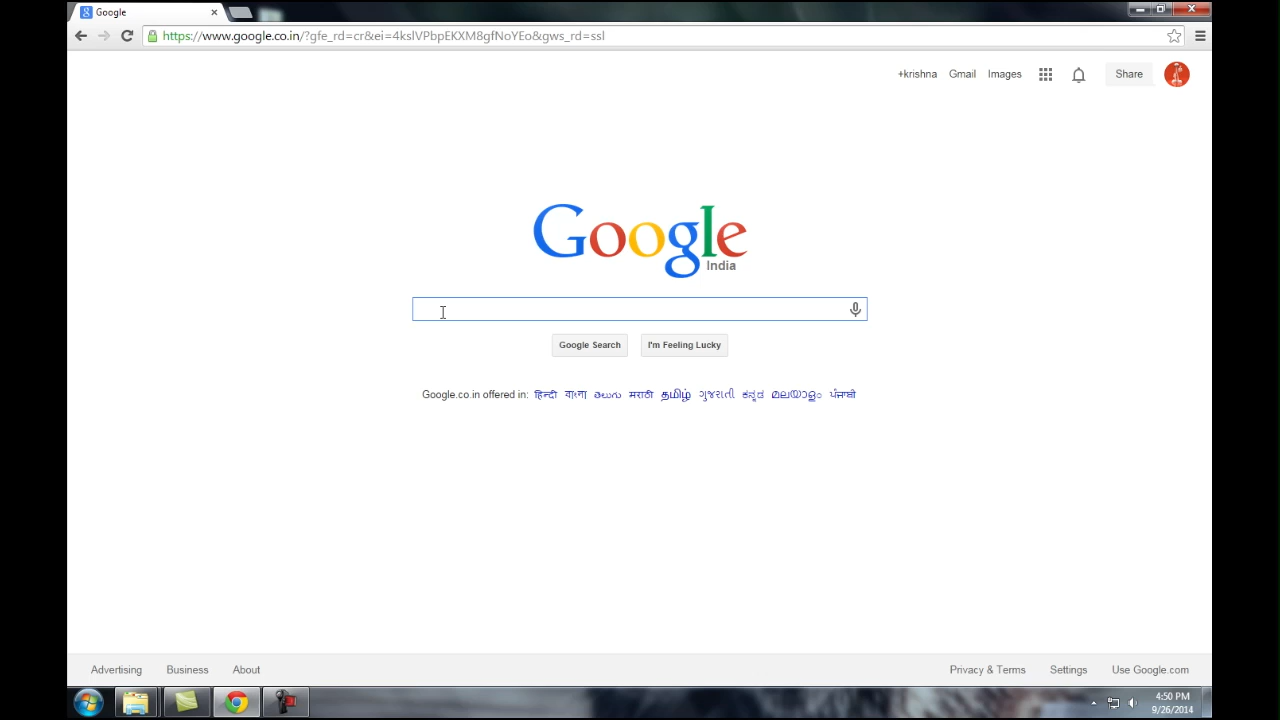 Google
https://www.google.co.in/?gfe_rd=cr&ei=4kslVPbpEKXM8gfNoYEo&gws_rd=ssl
+krishna Gmail Images Share
Google
India
Google Search I'm Feeling Lucky
Google.co.in offered in: हिन्दी বাংলা తెలుగు मराठी தமிழ் ગુજરાતી ಕನ್ನಡ മലയാളം ਪੰਜਾਬੀ
Advertising Business About Privacy & Terms Settings Use Google.com
4:50 PM
9/26/2014